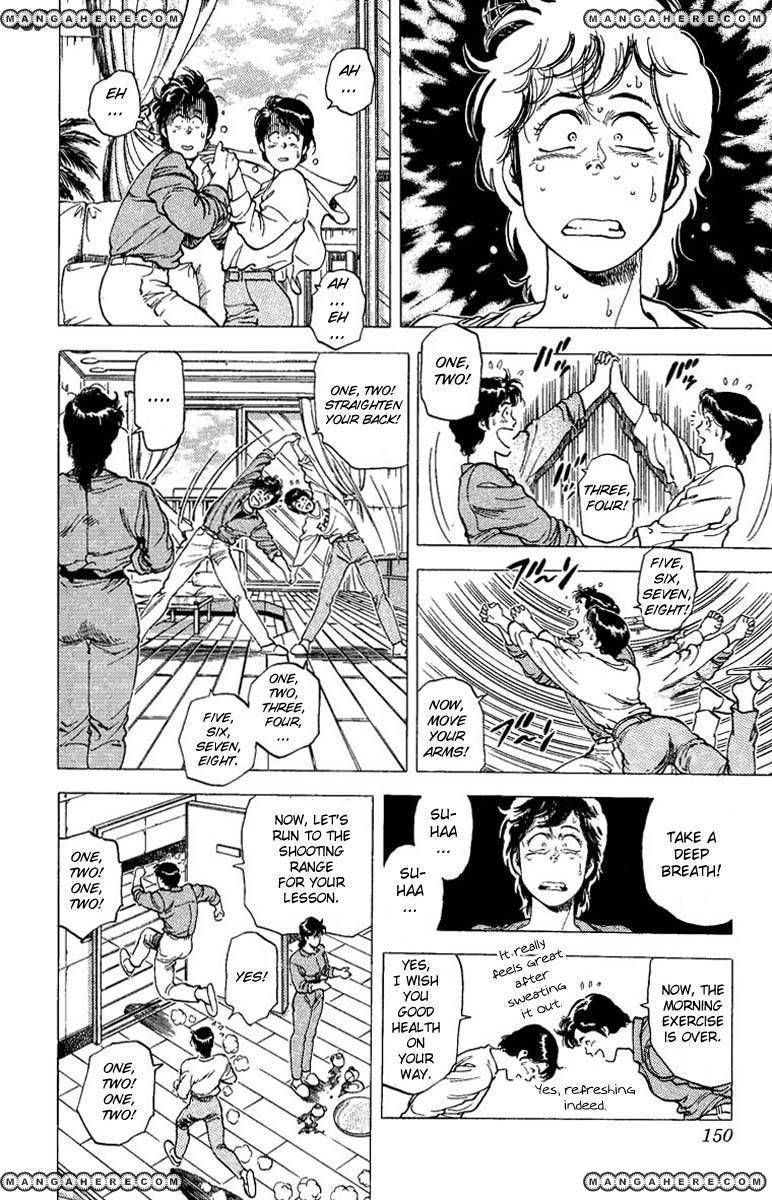 MANGAHERE.COM
MANGAHERE.COM
AH
...
EH
...
AH
...
EH
...
ONE,
TWO!
THREE,
FOUR!
ONE, TWO!
STRAIGHTEN
YOUR BACK!
....
ONE,
TWO,
THREE,
FOUR,
...
FIVE,
SIX,
SEVEN,
EIGHT.
FIVE,
SIX,
SEVEN,
EIGHT!
NOW,
MOVE
YOUR
ARMS!
TAKE A
DEEP
BREATH!
SU-
HAA
...
SU-
HAA
...
NOW, THE
MORNING
EXERCISE
IS OVER.
It really
feels great
after
sweating
it out.
Yes, refreshing
indeed.
YES,
I WISH
YOU
GOOD
HEALTH
ON
YOUR
WAY.
NOW, LET'S
RUN TO THE
SHOOTING
RANGE
FOR YOUR
LESSON.
YES!
ONE,
TWO!
ONE,
TWO!
ONE,
TWO!
ONE,
TWO!
150
MANGAHERE.COM
MANGAHERE.COM